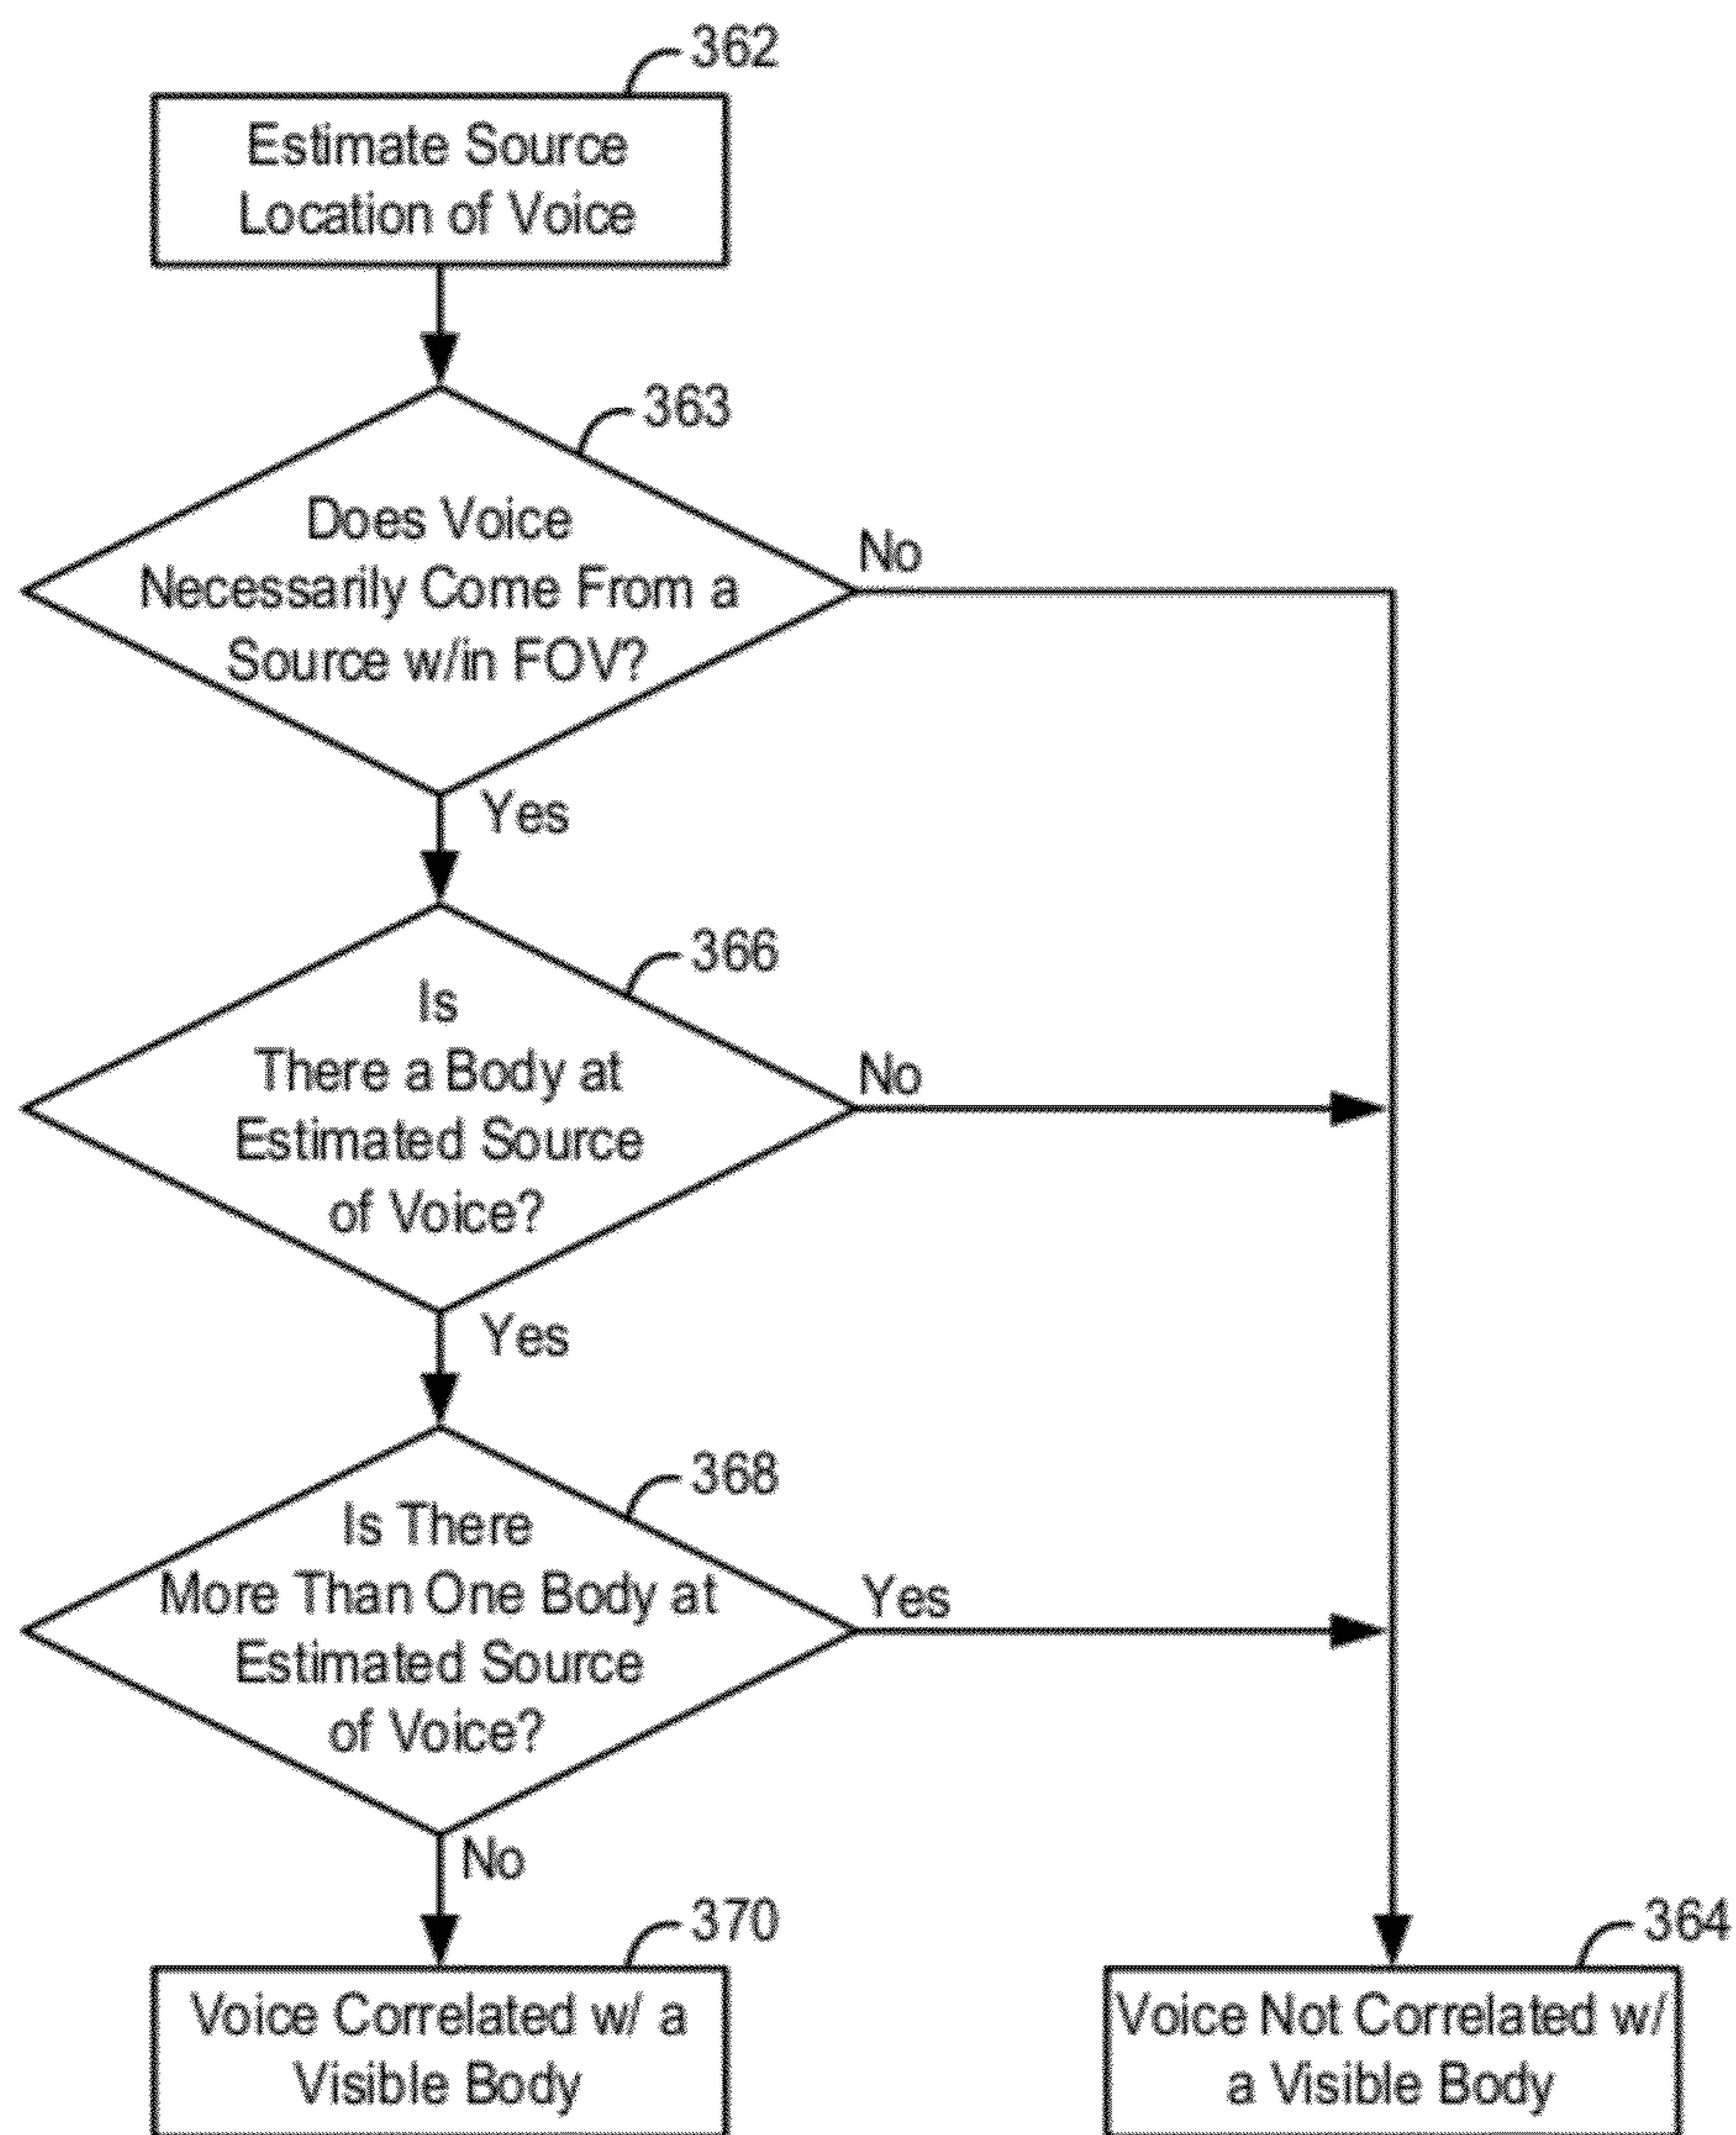 362
Estimate Source
Location of Voice
363
Does Voice
Necessarily Come From a
Source w/in FOV?
No
Yes
366
Is
There a Body at
Estimated Source
of Voice?
No
Yes
368
Is There
More Than One Body at
Estimated Source
of Voice?
Yes
No
370
Voice Correlated w/ a
Visible Body
364
Voice Not Correlated w/
a Visible Body